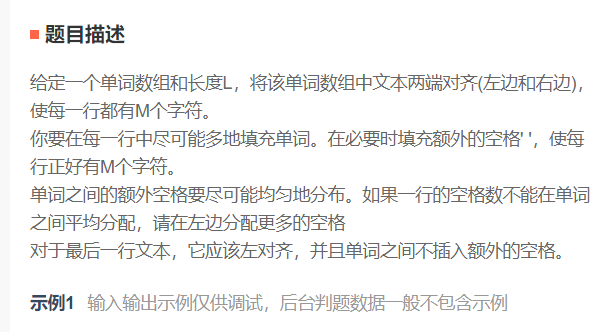 题目描述
给定一个单词数组和长度L，将该单词数组中文本两端对齐(左边和右边)，
使每一行都有M个字符。
你要在每一行中尽可能多地填充单词。在必要时填充额外的空格' '，使每
行正好有M个字符。
单词之间的额外空格要尽可能均匀地分布。如果一行的空格数不能在单词
之间平均分配，请在左边分配更多的空格
对于最后一行文本，它应该左对齐，并且单词之间不插入额外的空格。
示例1 输入输出示例仅供调试，后台判题数据一般不包含示例